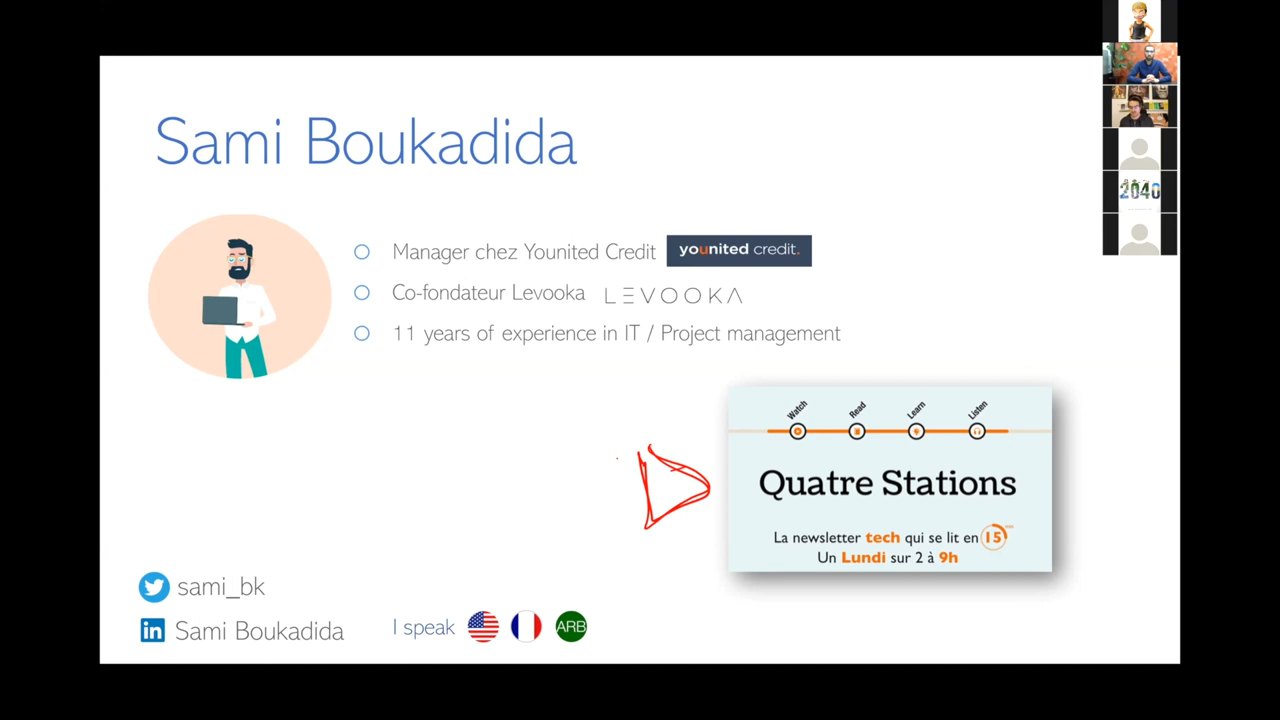 Sami Boukadida
Manager chez Younited Credit
younited credit.
Co-fondateur Levooka
LEVOOKA
11 years of experience in IT / Project management
Watch
Read
Learn
Listen
Quatre Stations
La newsletter tech qui se lit en 15
Un Lundi sur 2 à 9h
sami_bk
in Sami Boukadida
I speak
ARB
2040